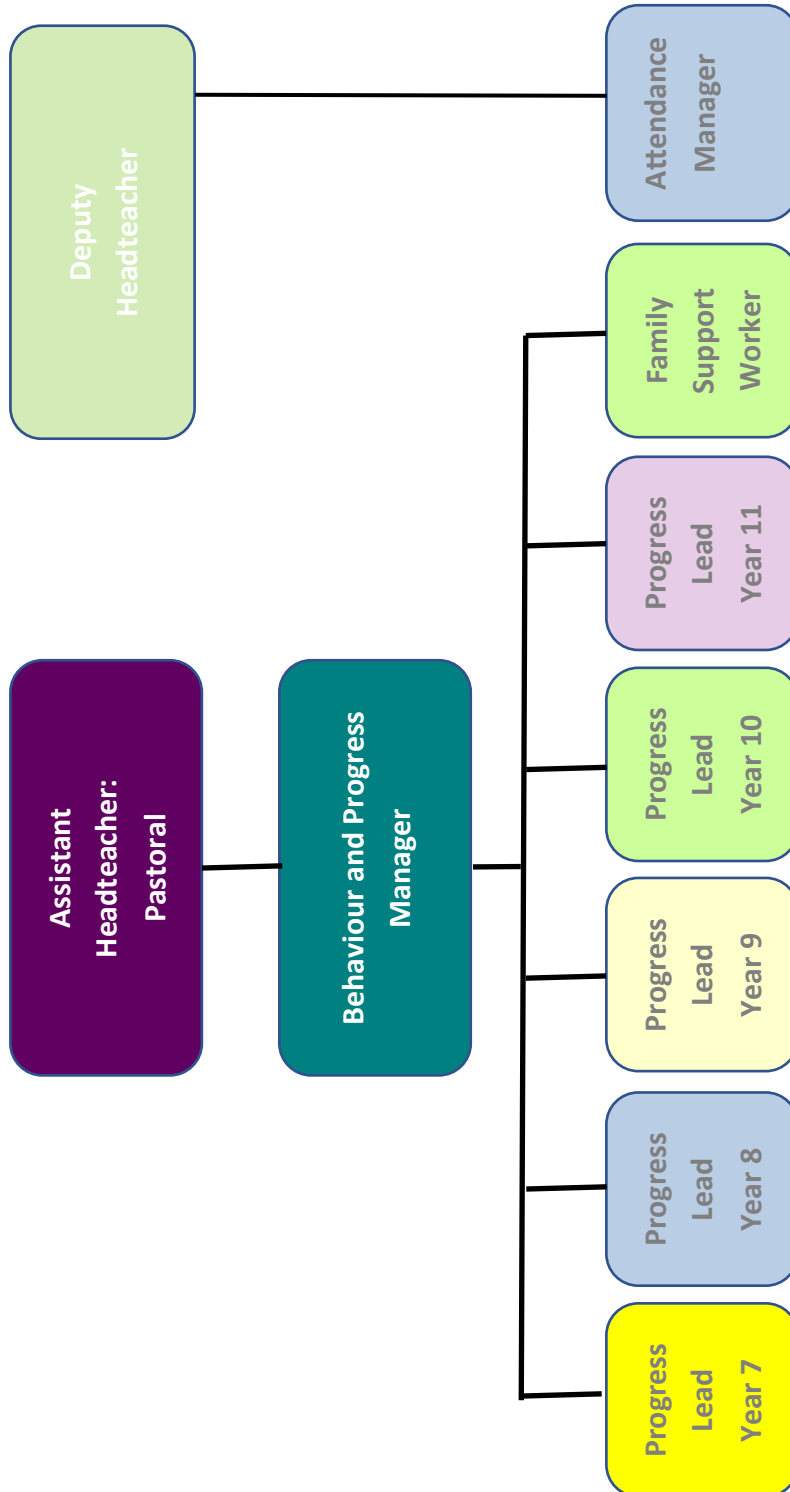 Assistant
Headteacher:
Pastoral
Deputy
Headteacher
Behaviour and Progress
Manager
Progress
Lead
Year 7
Progress
Lead
Year 8
Progress
Lead
Year 9
Progress
Lead
Year 10
Progress
Lead
Year 11
Family
Support
Worker
Attendance
Manager